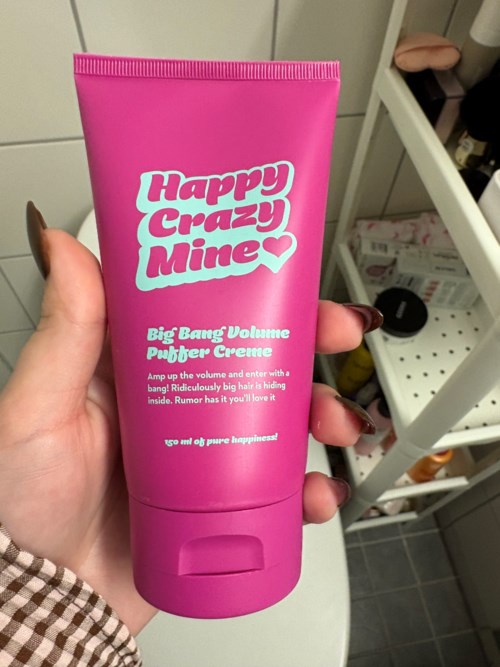 Happy
Crazy
Mine
Big Bang Volume
Puffer Creme
Amp up the volume and enter with a
bang! Ridiculously big hair is hiding
inside. Rumor has it you'll love it
150 ml of pure happiness!